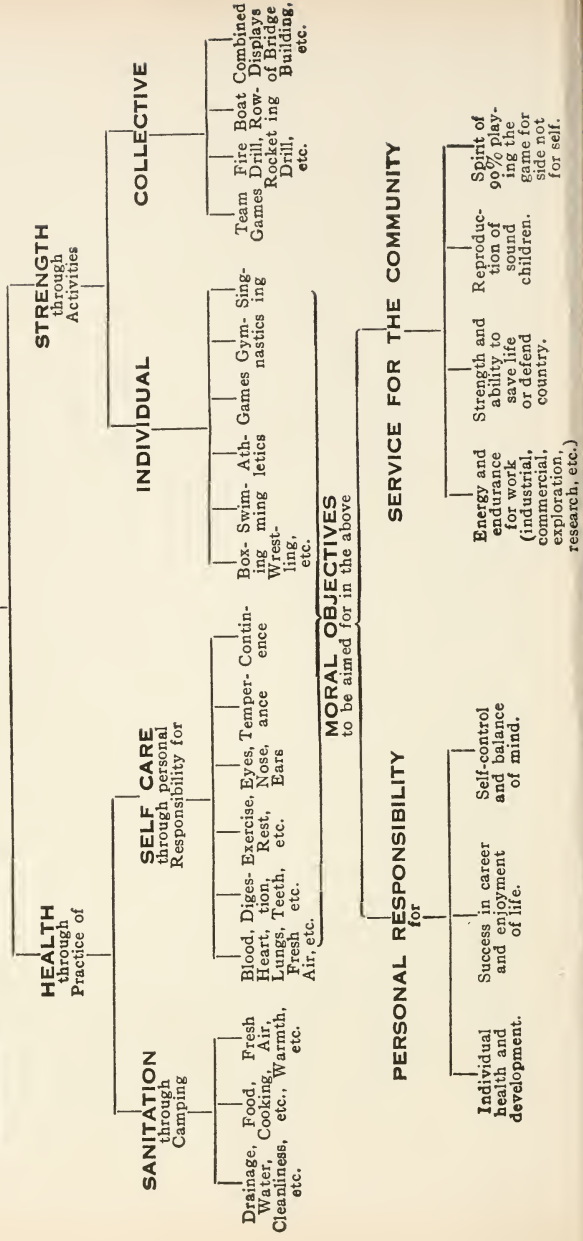 HEALTH
through
Practice of
STRENGTH
through
Activities
SANITATION
through
Camping
SELF CARE
through personal
Responsibility for
INDIVIDUAL
COLLECTIVE
Drainage,
Water,
Cleanliness,
etc.
Food,
Cooking,
etc.,
Fresh
Air,
Warmth,
etc.
Blood,
Heart,
Lungs,
Fresh
Air, etc.
Diges-
tion,
Teeth,
etc.
Exercise,
Rest,
etc.
Eyes,
Nose,
Ears
Temper-
ance
Contin-
ence
Box-
ing
Wrest-
ling,
etc.
Swim-
ming
Ath-
letics
Games
Gym-
nastics
Sing-
ing
Team
Games
Fire
Drill,
Rocket
Drill,
etc.
Boat
Row-
ing
Combined
Displays
of Bridge
Building,
etc.
MORAL OBJECTIVES
to be aimed for in the above
PERSONAL RESPONSIBILITY
for
SERVICE FOR THE COMMUNITY
Individual
health and
development.
Success in career
and enjoyment
of life.
Self-control
and balance
of mind.
Energy and
endurance
for work
(industrial,
commercial,
exploration,
research, etc.)
Strength and
ability to
save life
or defend
country.
Reproduc-
tion of
sound
children.
Spirit of
90% play-
ing the
game for
side not
for self.